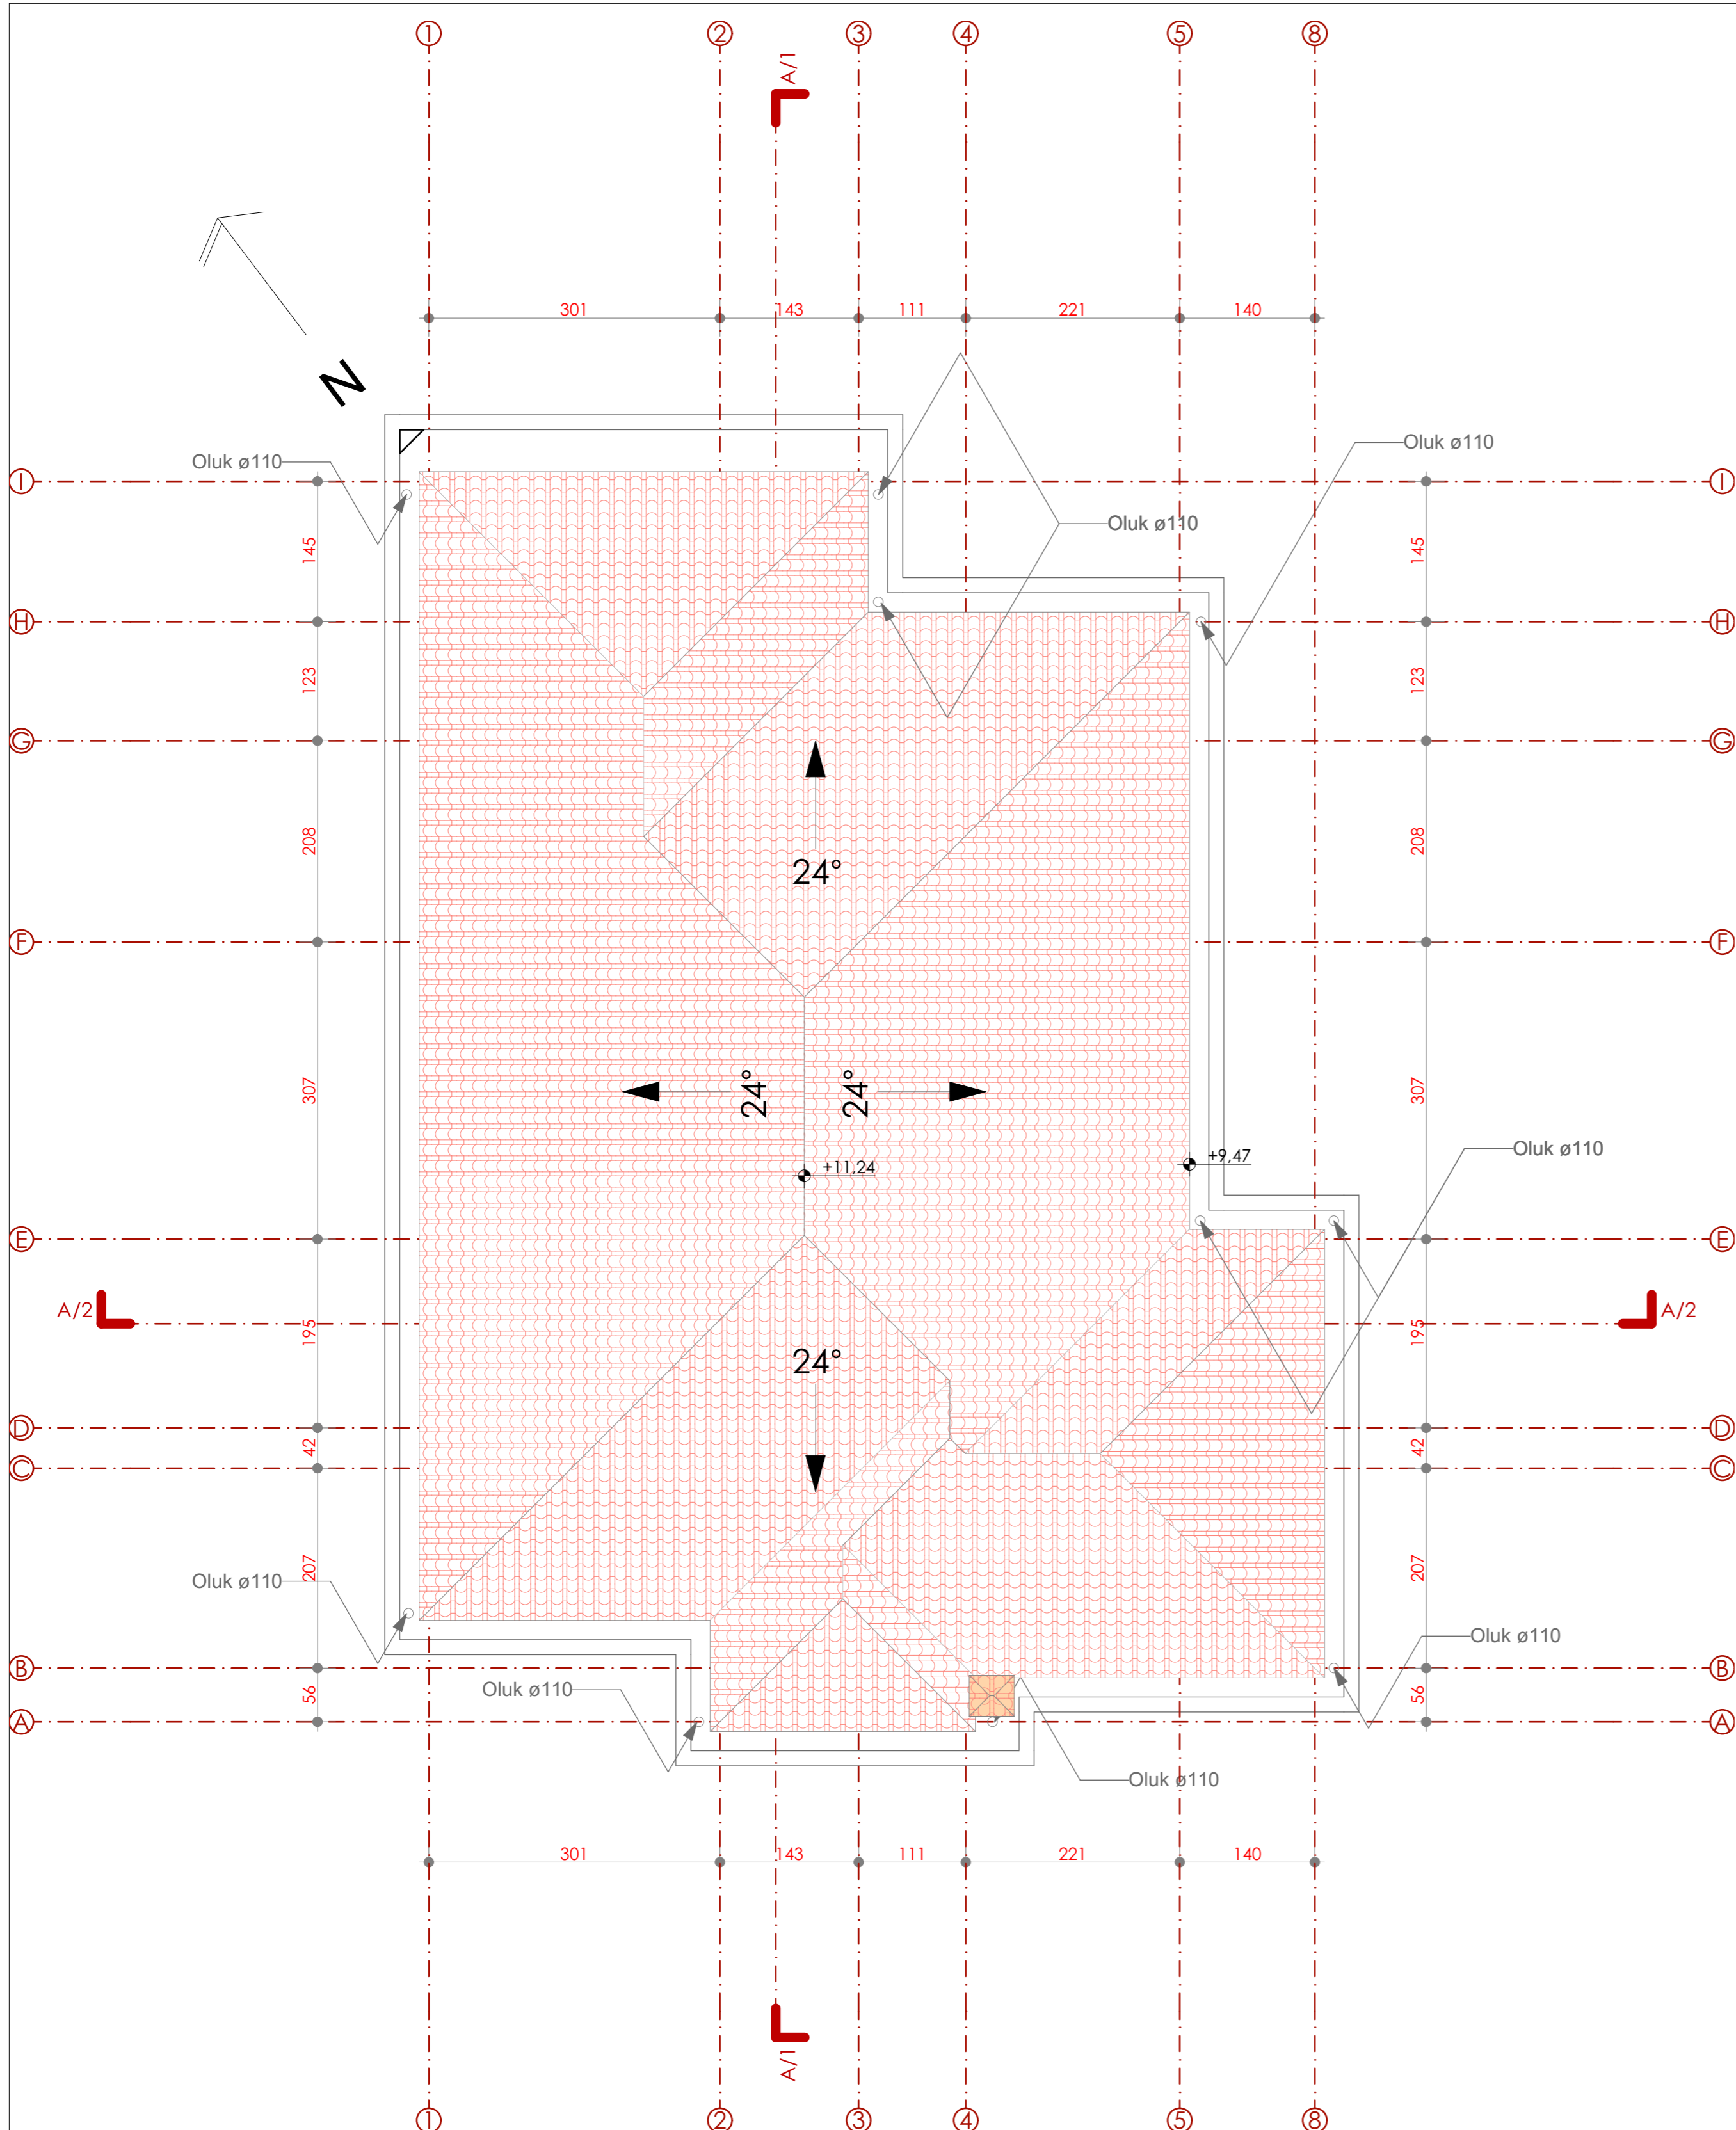 1 2 3 4 5 8
A/1
301 143 111 221 140
N
Oluk ø110
Oluk ø110
Oluk ø110
I I
145 145
H H
123 123
G G
208 208
24°
F F
307 307
24° 24°
+11,24
+9,47
Oluk ø110
E E
A/2 A/2
195 195
24°
D D
42 42
C C
207 207
Oluk ø110
Oluk ø110
B B
Oluk ø110
56 56
A A
Oluk ø110
301 143 111 221 140
A/1
1 2 3 4 5 8